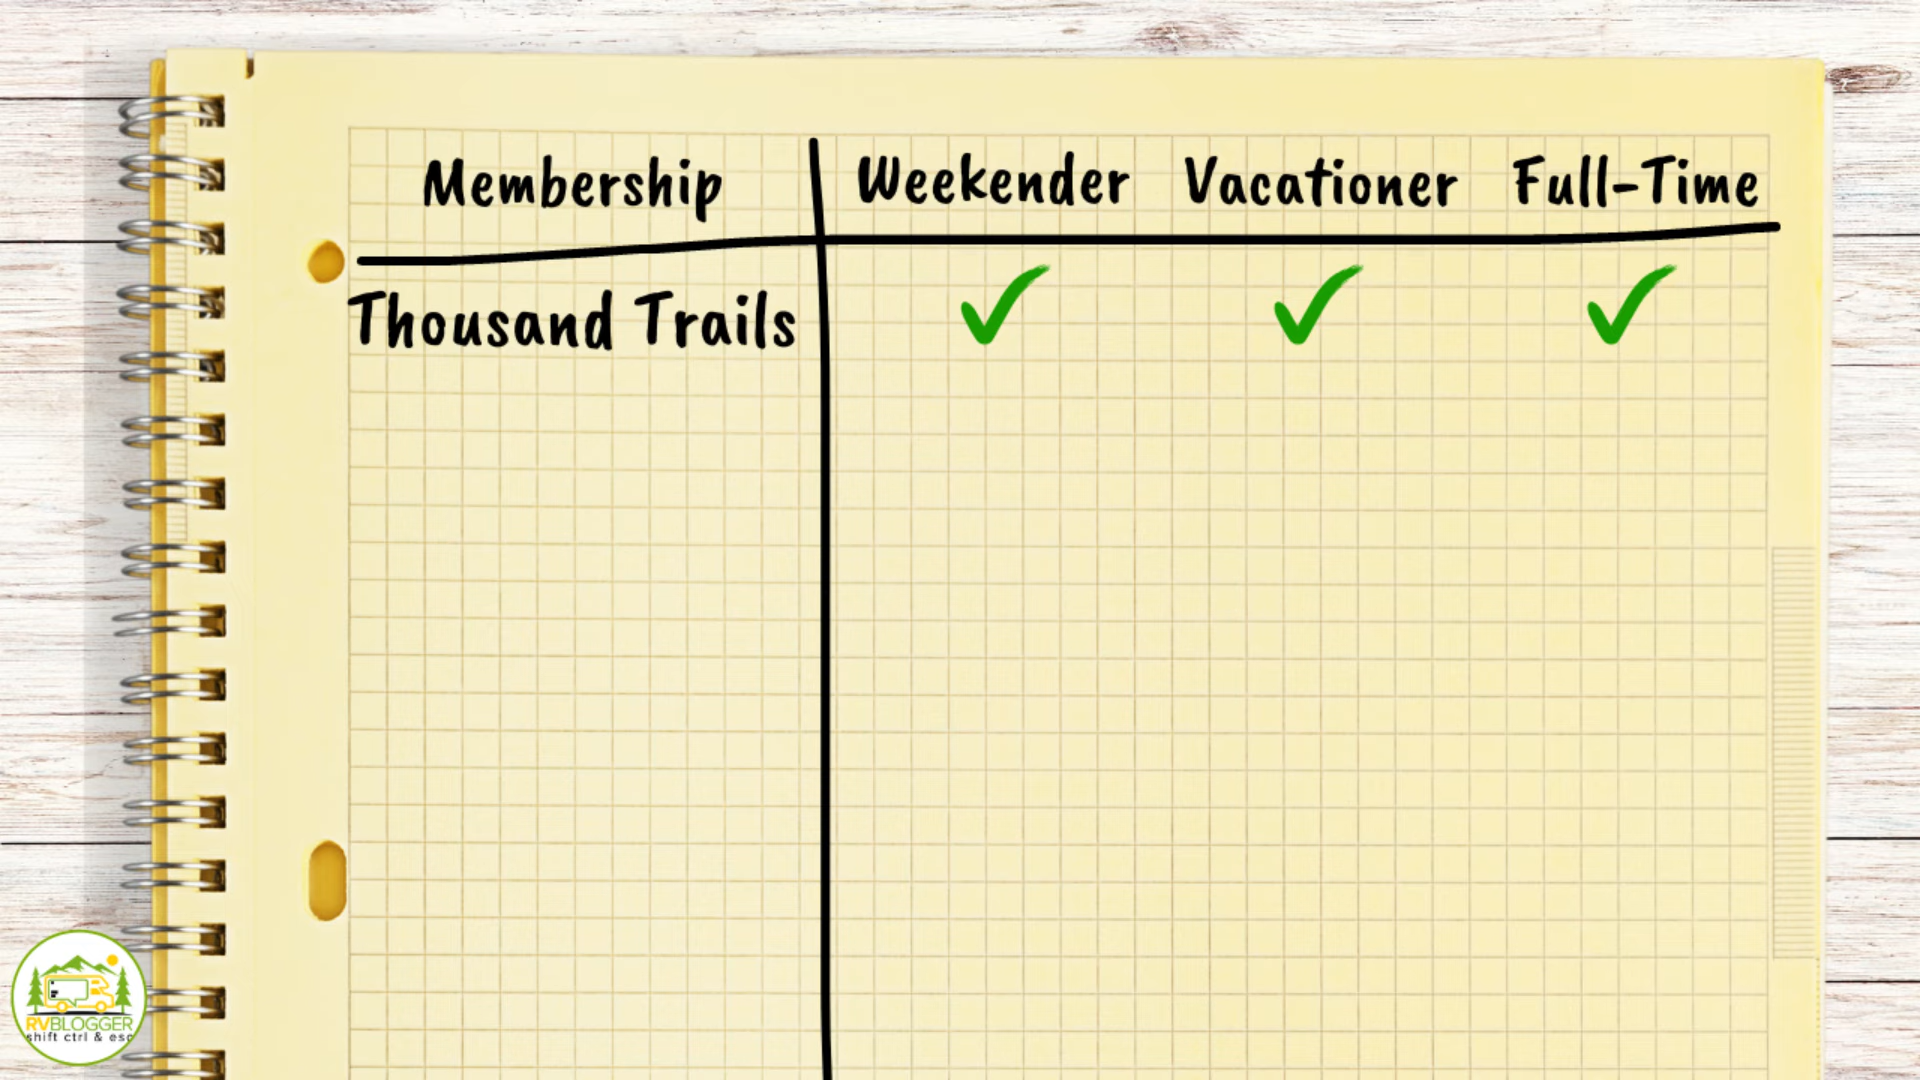 Membership Weekender Vacationer Full-Time
Thousand Trails ✓ ✓ ✓
RVBLOGGER
shift ctrl & esc